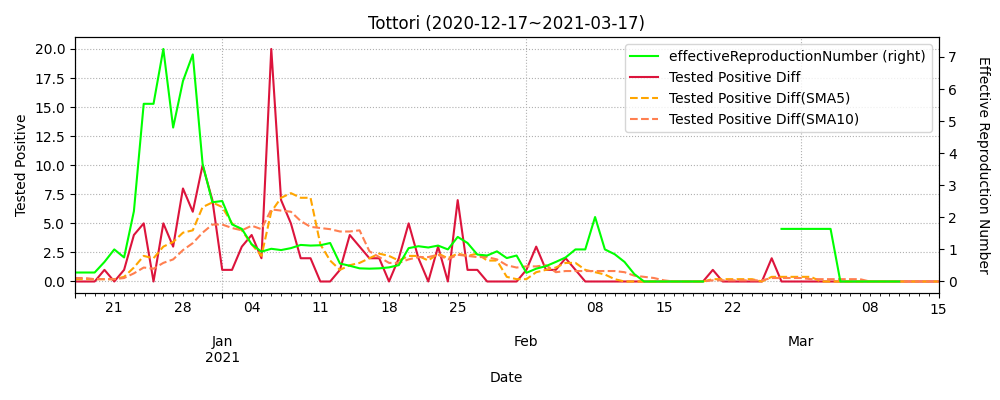 Tottori (2020-12-17~2021-03-17)
effectiveReproductionNumber (right)
Tested Positive Diff
Tested Positive Diff(SMA5)
Tested Positive Diff(SMA10)
Tested Positive
20.0
17.5
15.0
12.5
10.0
7.5
5.0
2.5
0.0
7
6
5
4
3
2
1
0
Effective Reproduction Number
21 28 04 11 18 25 08 15 22 08 15
Jan Feb Mar
2021
Date